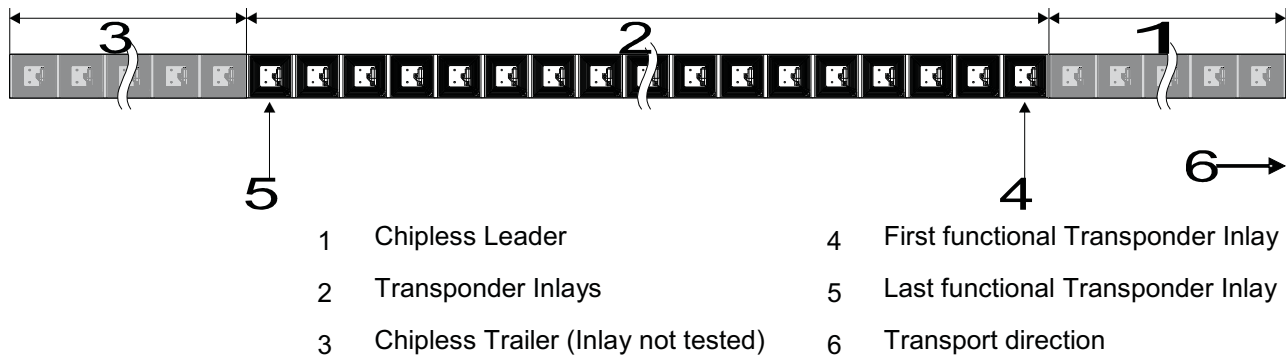 3 2 1
6
5 4
1 Chipless Leader 4 First functional Transponder Inlay
2 Transponder Inlays 5 Last functional Transponder Inlay
3 Chipless Trailer (Inlay not tested) 6 Transport direction